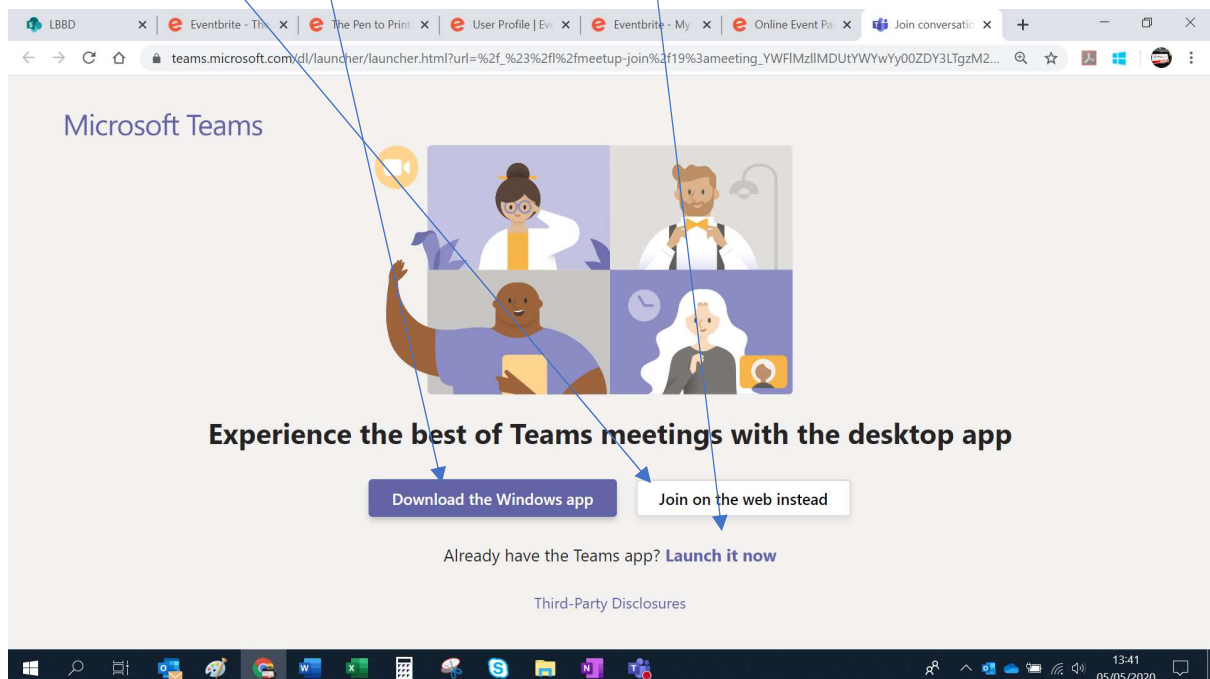 LBBD
Eventbrite - The
The Pen to Print
User Profile | Eve
Eventbrite - My
Online Event Pa
Join conversatio
teams.microsoft.com/dl/launcher/launcher.html?url=%2f_%23%2fl%2fmeetup-join%2f19%3ameeting_YWFlMzllMDUtYWYwYy00ZDY3LTgzM2...
Microsoft Teams
Experience the best of Teams meetings with the desktop app
Download the Windows app
Join on the web instead
Already have the Teams app? Launch it now
Third-Party Disclosures
13:41
05/05/2020